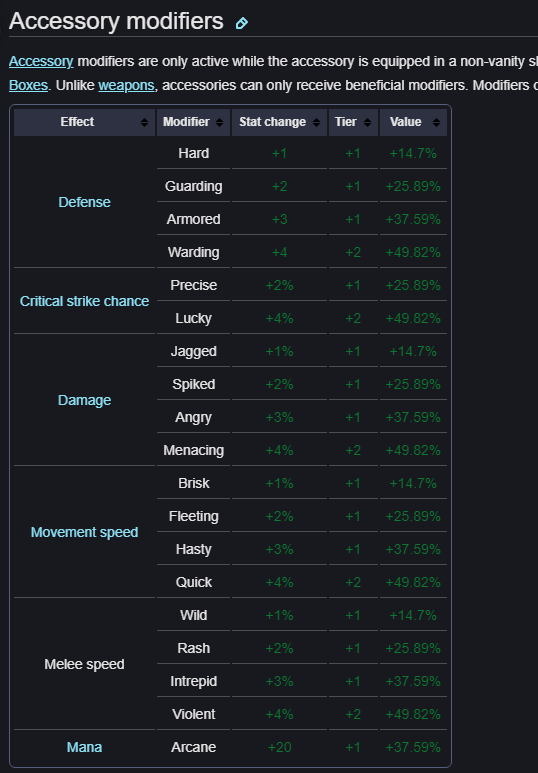 Accessory modifiers
Accessory modifiers are only active while the accessory is equipped in a non-vanity
Boxes. Unlike weapons, accessories can only receive beneficial modifiers. Modifiers
Effect Modifier Stat change Tier Value
Defense
Hard +1 +1 +14.7%
Guarding +2 +1 +25.89%
Armored +3 +1 +37.59%
Warding +4 +2 +49.82%
Critical strike chance
Precise +2% +1 +25.89%
Lucky +4% +2 +49.82%
Damage
Jagged +1% +1 +14.7%
Spiked +2% +1 +25.89%
Angry +3% +1 +37.59%
Menacing +4% +2 +49.82%
Movement speed
Brisk +1% +1 +14.7%
Fleeting +2% +1 +25.89%
Hasty +3% +1 +37.59%
Quick +4% +2 +49.82%
Melee speed
Wild +1% +1 +14.7%
Rash +2% +1 +25.89%
Intrepid +3% +1 +37.59%
Violent +4% +2 +49.82%
Mana
Arcane +20 +1 +37.59%